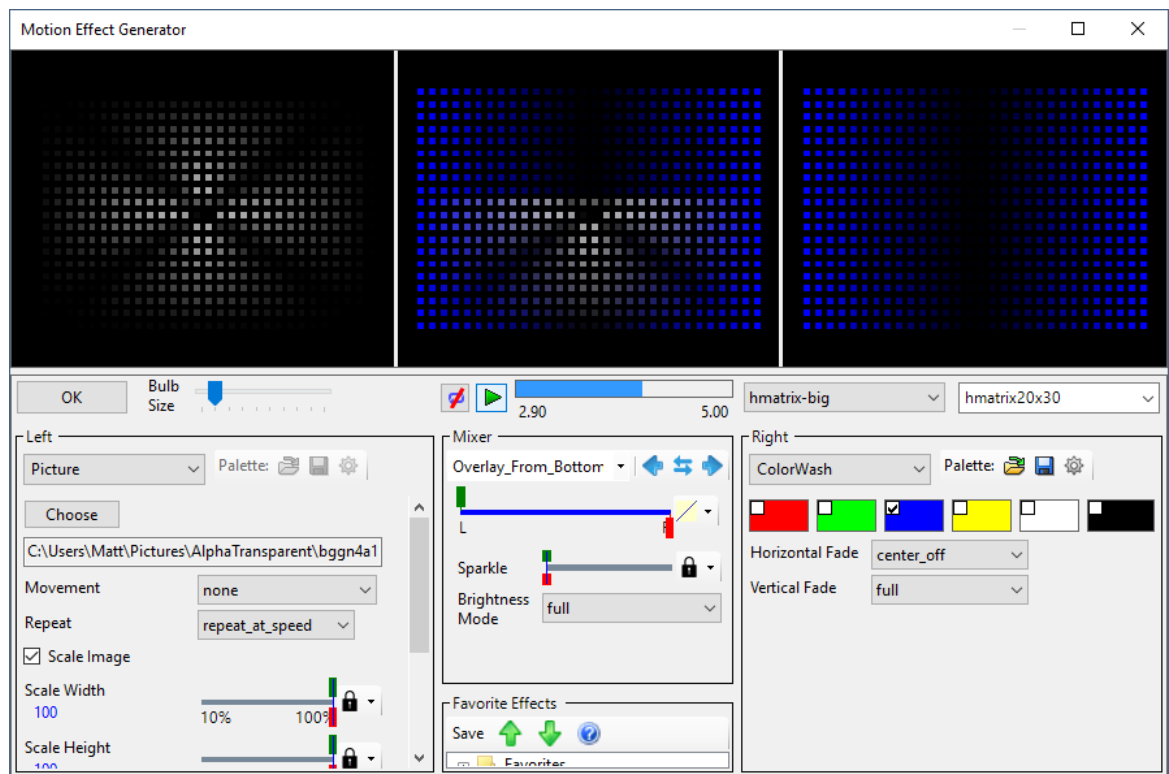 Motion Effect Generator
OK
Bulb
Size
2.90
5.00
hmatrix-big
hmatrix20x30
Left
Picture
Palette:
Choose
C:\Users\Matt\Pictures\AlphaTransparent\bggn4a1
Movement
none
Repeat
repeat_at_speed
Scale Image
Scale Width
100
10%
100%
Scale Height
100
Mixer
Overlay_From_Bottom
L
Sparkle
Brightness
Mode
full
Favorite Effects
Save
Favorites
Right
ColorWash
Palette:
Horizontal Fade
center_off
Vertical Fade
full